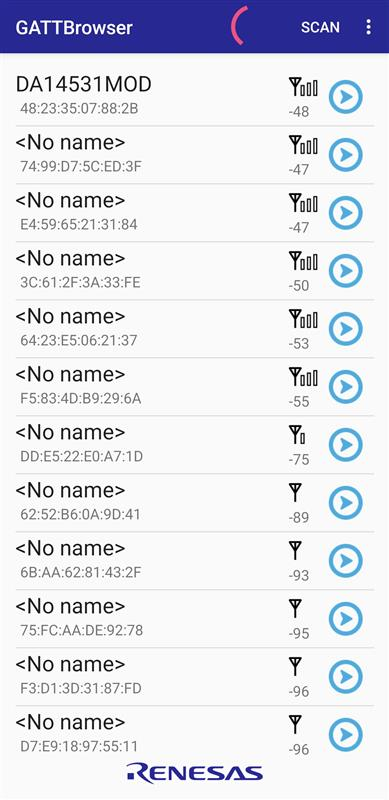 GATTBrowser SCAN
DA14531MOD
48:23:35:07:88:2B -48
<No name>
74:99:D7:5C:ED:3F -47
<No name>
E4:59:65:21:31:84 -47
<No name>
3C:61:2F:3A:33:FE -50
<No name>
64:23:E5:06:21:37 -53
<No name>
F5:83:4D:B9:29:6A -55
<No name>
DD:E5:22:E0:A7:1D -75
<No name>
62:52:B6:0A:9D:41 -89
<No name>
6B:AA:62:81:43:2F -93
<No name>
75:FC:AA:DE:92:78 -95
<No name>
F3:D1:3D:31:87:FD -96
<No name>
D7:E9:18:97:55:11 -96
RENESAS